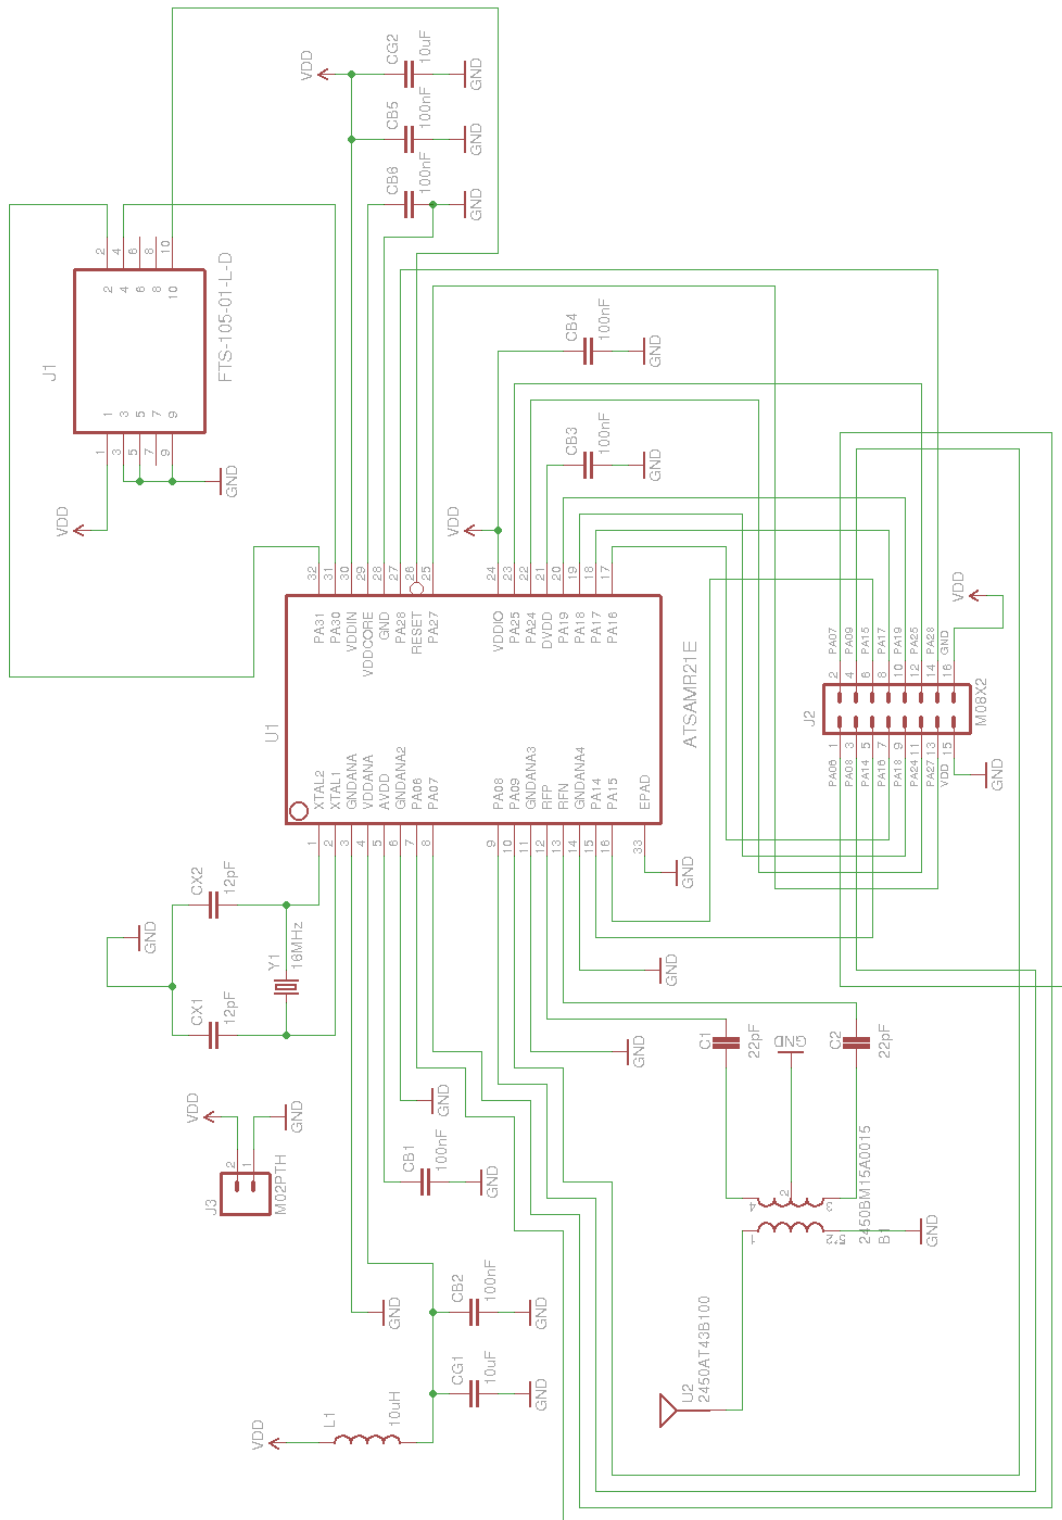 VDD
CG2
10uF
GND
CB5
100nF
GND
CB6
100nF
GND
2
4
6
8
10
2
4
6
8
10
J1
FTS-105-01-L-D
1
3
5
7
9
1
3
5
7
9
GND
VDD
CB4
100nF
GND
CB3
100nF
GND
VDD
32
31
30
29
28
27
26
25
24
23
22
21
20
19
18
17
PA31
PA30
VDDIN
VDDCORE
GND
PA28
RESET
PA27
VDDIO
PA25
PA24
DVDD
PA19
PA18
PA17
PA16
U1
ATSAMR21E
XTAL2
XTAL1
GNDANA
VDDANA
AVDD
GNDANA2
PA06
PA07
PA08
PA09
GNDANA3
RFP
RFN
GNDANA4
PA14
PA15
EPAD
1
2
3
4
5
6
7
8
9
10
11
12
13
14
15
16
33
GND
VDD
2 PA07
4 PA09
6 PA15
8 PA17
10 PA19
12 PA25
14 PA28
16 GND
J2
M08X2
PA06 1
PA08 3
PA14 5
PA16 7
PA18 9
PA24 11
PA27 13
VDD 15
GND
CX2
12pF
GND
Y1
16MHz
CX1
12pF
GND
GND
C1
22pF
GND
C2
22pF
VDD
GND
2
1
J3
M02PTH
GND
CB1
100nF
GND
4
2
3
1
5*2
2450BM15A0015
B1
GND
GND
CB2
100nF
GND
CG1
10uF
GND
U2
2450AT43B100
L1
10uH
VDD